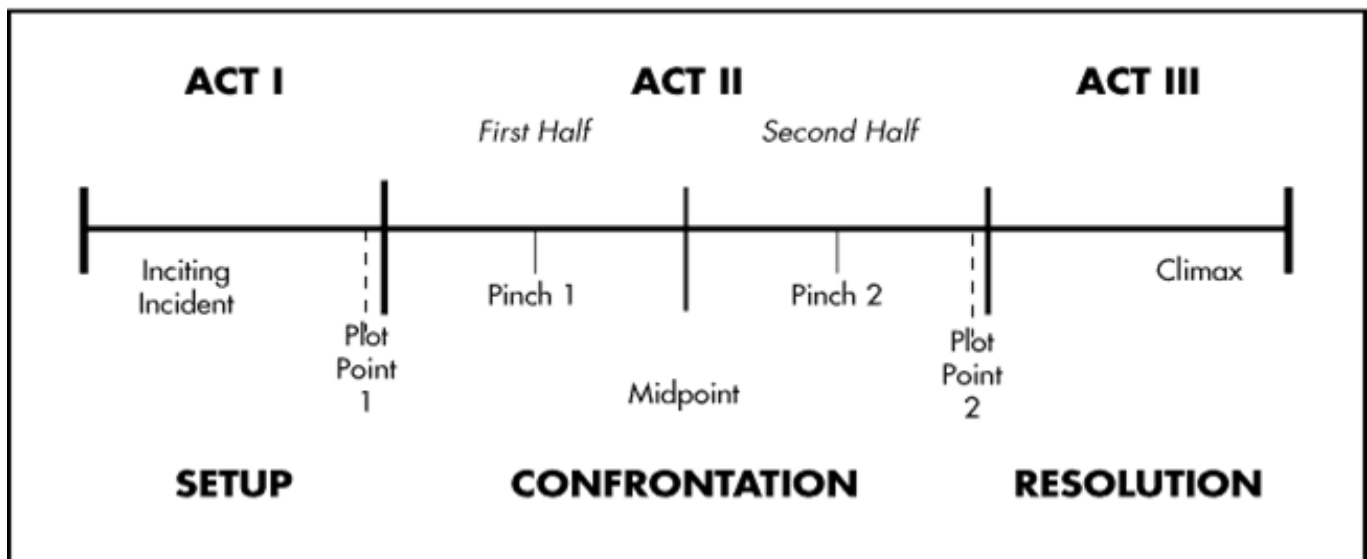 ACT I
ACT II
ACT III
First Half
Second Half
Inciting
Incident
Plot
Point
1
Pinch 1
Midpoint
Pinch 2
Plot
Point
2
Climax
SETUP
CONFRONTATION
RESOLUTION